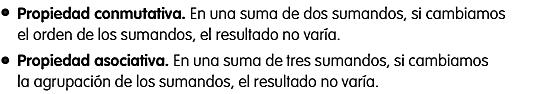 • Propiedad conmutativa. En una suma de dos sumandos, si cambiamos
el orden de los sumandos, el resultado no varía.
• Propiedad asociativa. En una suma de tres sumandos, si cambiamos
la agrupación de los sumandos, el resultado no varía.